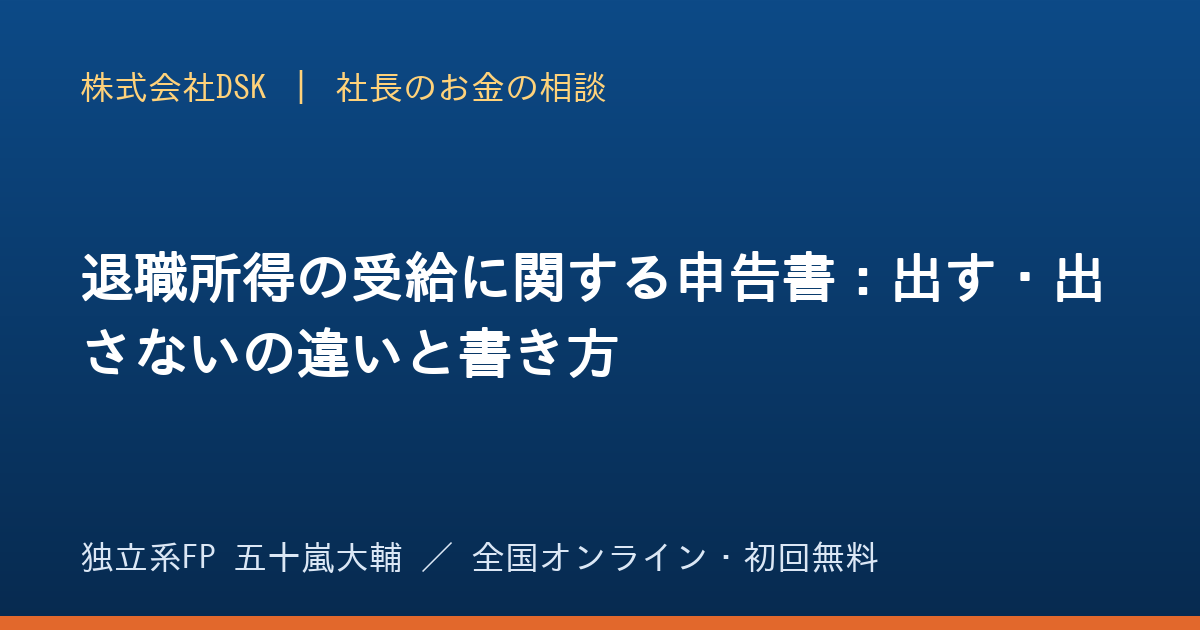 株式会社DSK ｜ 社長のお金の相談
退職所得の受給に関する申告書：出す・出
さないの違いと書き方
独立系FP 五十嵐大輔 ／ 全国オンライン・初回無料